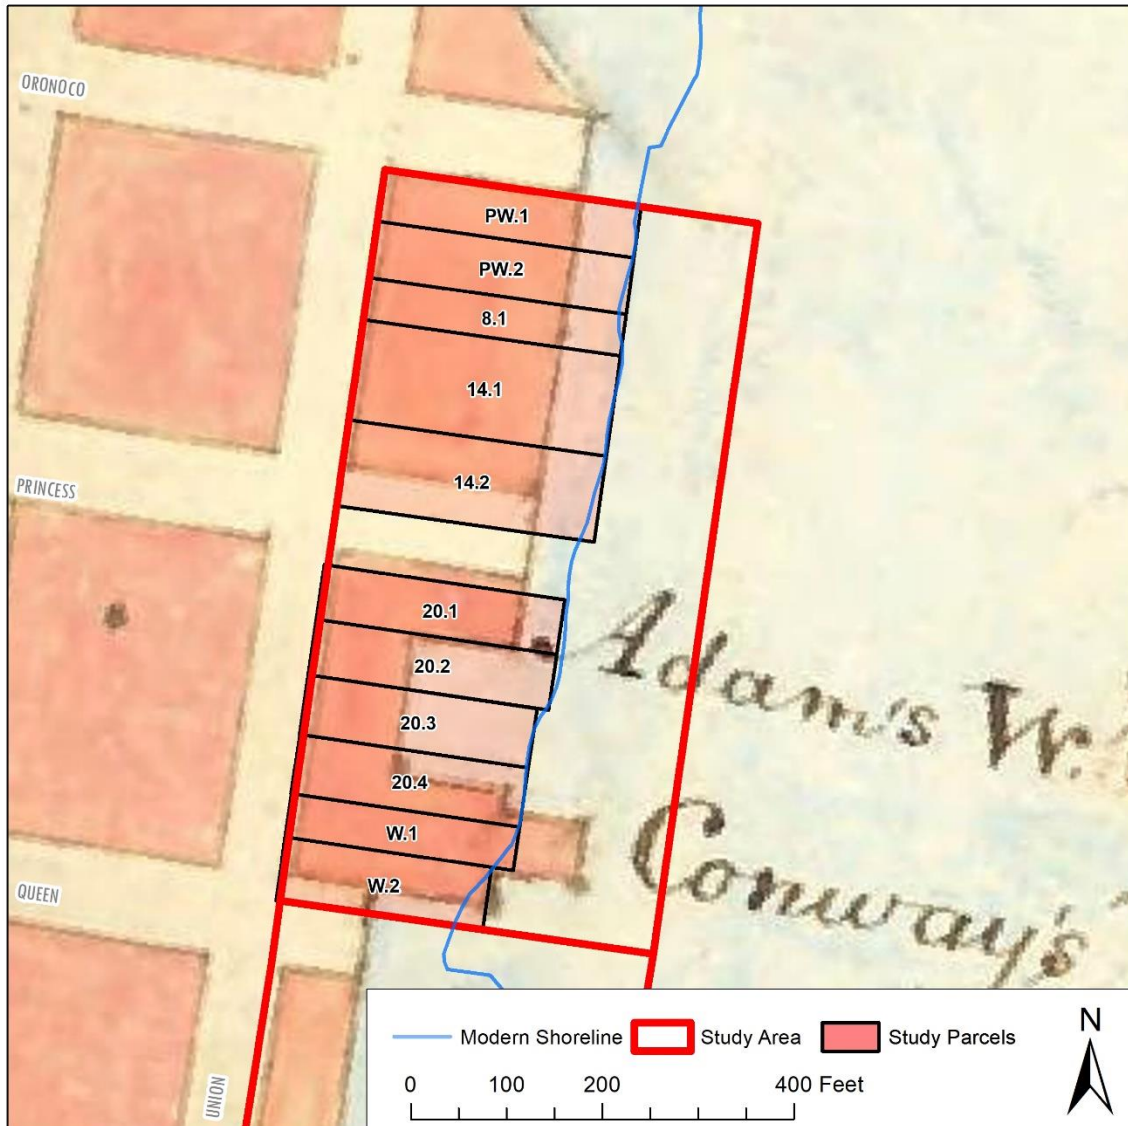 ORONOCO
PW.1
PW.2
8.1
14.1
14.2
PRINCESS
20.1
20.2
20.3
20.4
W.1
W.2
Adam's W.
Conway's
QUEEN
UNION
Modern Shoreline Study Area Study Parcels
0 100 200 400 Feet
N